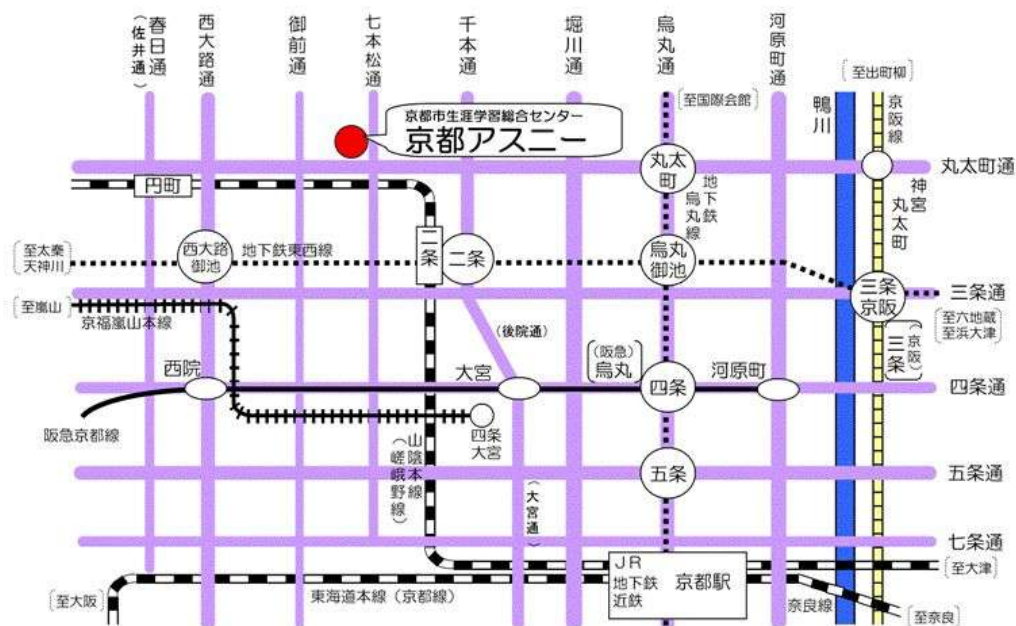 春日通
(佐井通)
西大路通
御前通
七本松通
千本通
堀川通
烏丸通
河原町通
[至出町柳]
[至国際会館]
鴨川
京阪線
京都市生涯学習総合センター
京都アスニー
丸太町
丸太町通
神宮
丸太町
円町
地下鉄
烏丸線
[至太秦
天神川]
西大路
御池
地下鉄東西線
二条
二条
烏丸
御池
三条
京阪
三条通
[至六地蔵
至浜大津]
[至嵐山]
京福嵐山本線
(後院通)
(京阪)
三条
西院
大宮
(阪急)
烏丸
四条
河原町
四条通
阪急京都線
四条
大宮
山陰本線
(嵯峨野線)
五条
五条通
(大宮通)
七条通
JR
地下鉄
近鉄
京都駅
[至大津]
[至大阪]
東海道本線(京都線)
奈良線
[至奈良]